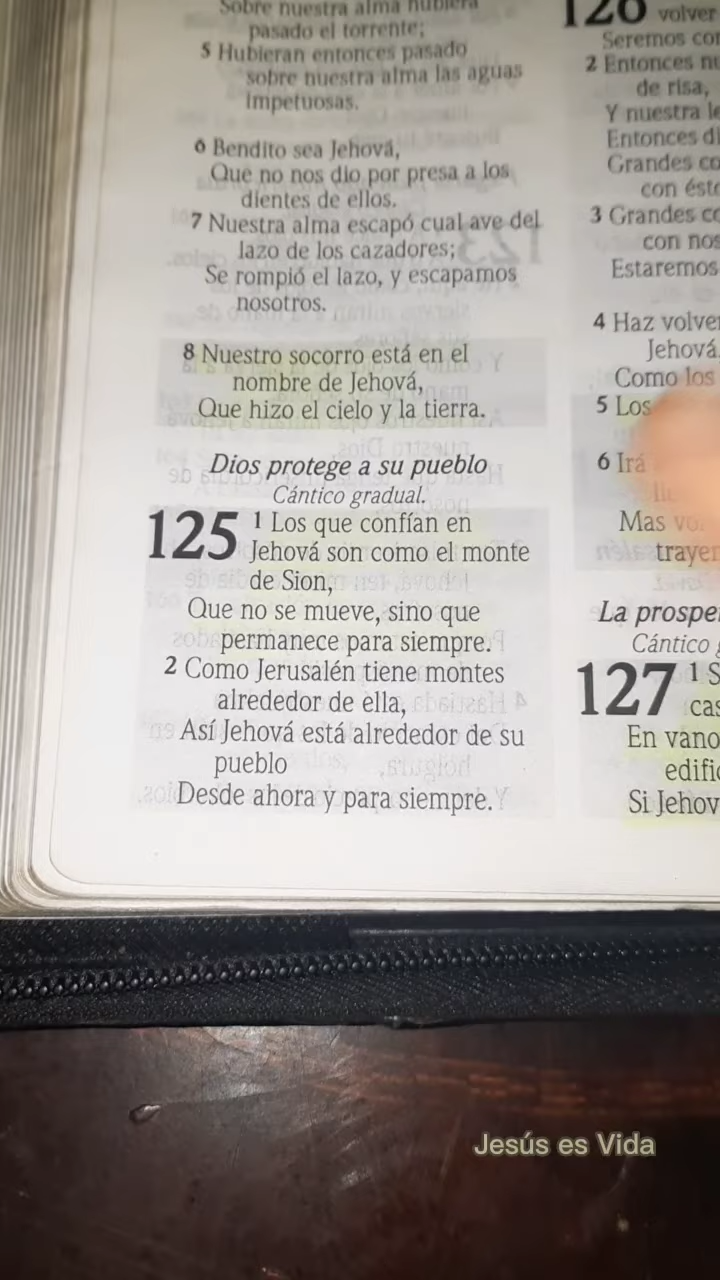 Sobre nuestra alma hubiera
pasado el torrente;
5 Hubieran entonces pasado
sobre nuestra alma las aguas
impetuosas.
6 Bendito sea Jehová,
Que no nos dio por presa a los
dientes de ellos.
7 Nuestra alma escapó cual ave del
lazo de los cazadores;
Se rompió el lazo, y escapamos
nosotros.
8 Nuestro socorro está en el
nombre de Jehová,
Que hizo el cielo y la tierra.
Dios protege a su pueblo
Cántico gradual.
125 1 Los que confían en
Jehová son como el monte
de Sion,
Que no se mueve, sino que
permanece para siempre.
2 Como Jerusalén tiene montes
alrededor de ella,
Así Jehová está alrededor de su
pueblo
Desde ahora y para siempre.
volver
Seremos
2 Entonces
de risa,
Y nuestra
Entonces
Grandes
con
3 Grandes
con
Estaremos
4 Haz
Jehová
Como los
5 Los
6 Irá
Mas
La
Cántico
127 1
En vano
Si
Jesús es Vida